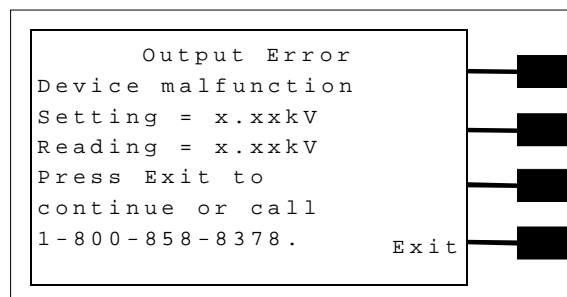 Output Error
Device malfunction
Setting = x.xxkV
Reading = x.xxkV
Press Exit to
continue or call
1-800-858-8378.
Exit